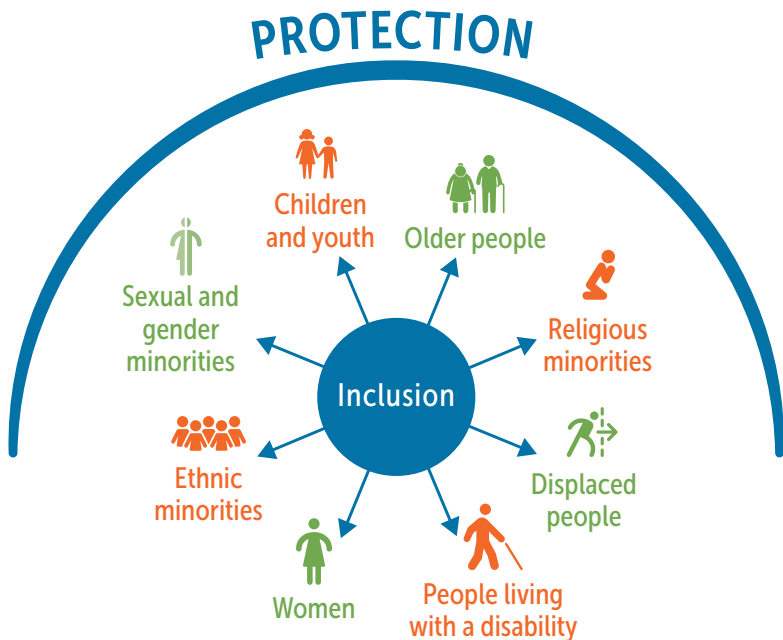 PROTECTION
Children
and youth
Older people
Sexual and
gender
minorities
Religious
minorities
Inclusion
Ethnic
minorities
Displaced
people
Women
People living
with a disability